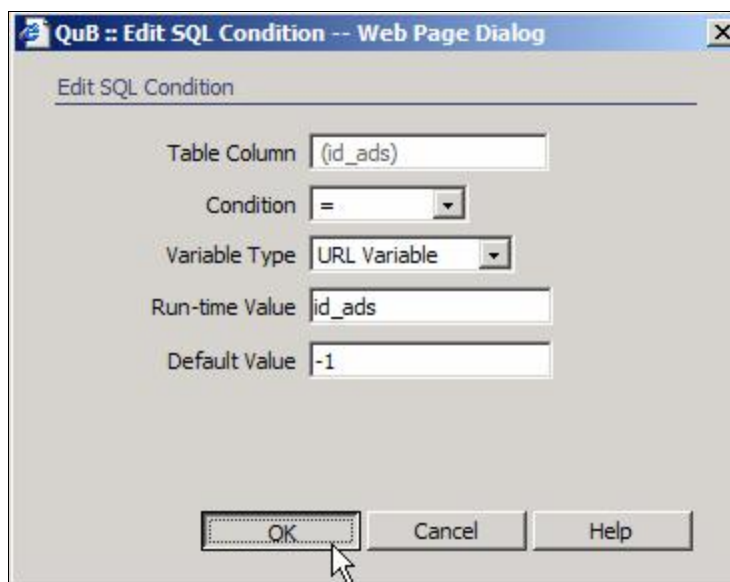 QuB :: Edit SQL Condition -- Web Page Dialog
Edit SQL Condition
Table Column (id_ads)
Condition =
Variable Type URL Variable
Run-time Value id_ads
Default Value -1
OK Cancel Help